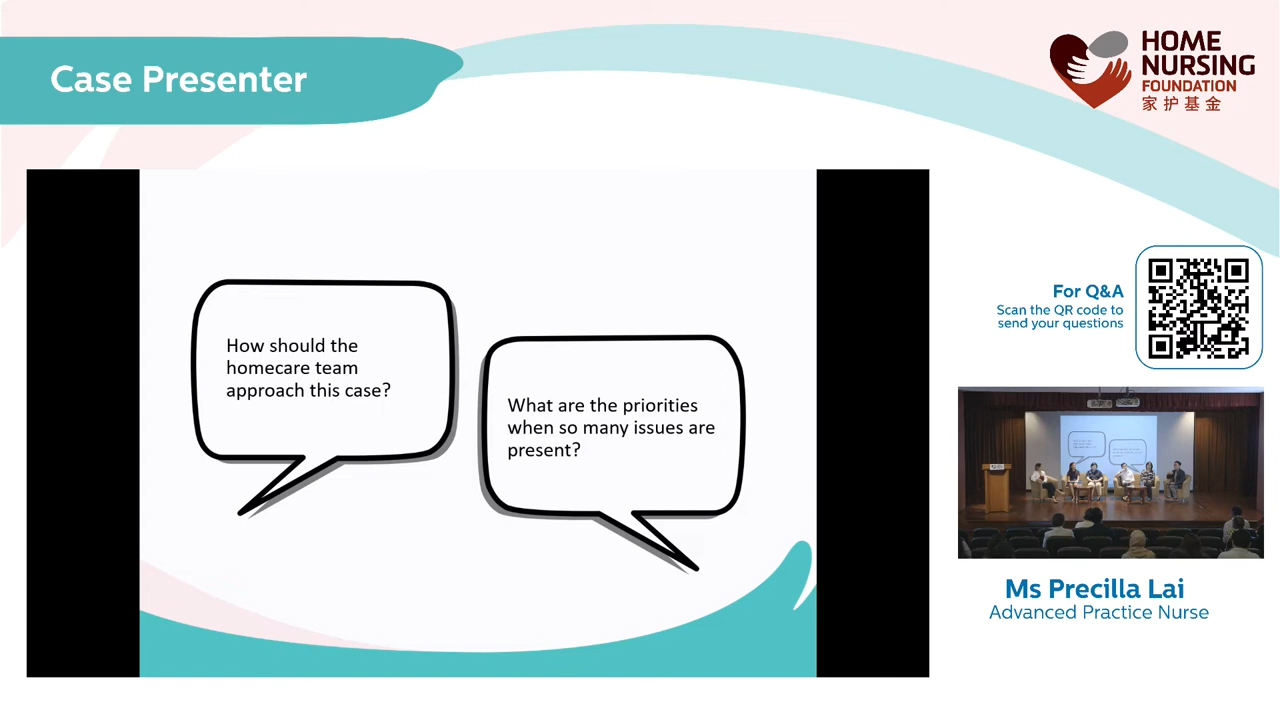 Case Presenter
HOME
NURSING
FOUNDATION
家护基金
How should the
homecare team
approach this case?
What are the priorities
when so many issues are
present?
For Q&A
Scan the QR code to
send your questions
Ms Precilla Lai
Advanced Practice Nurse